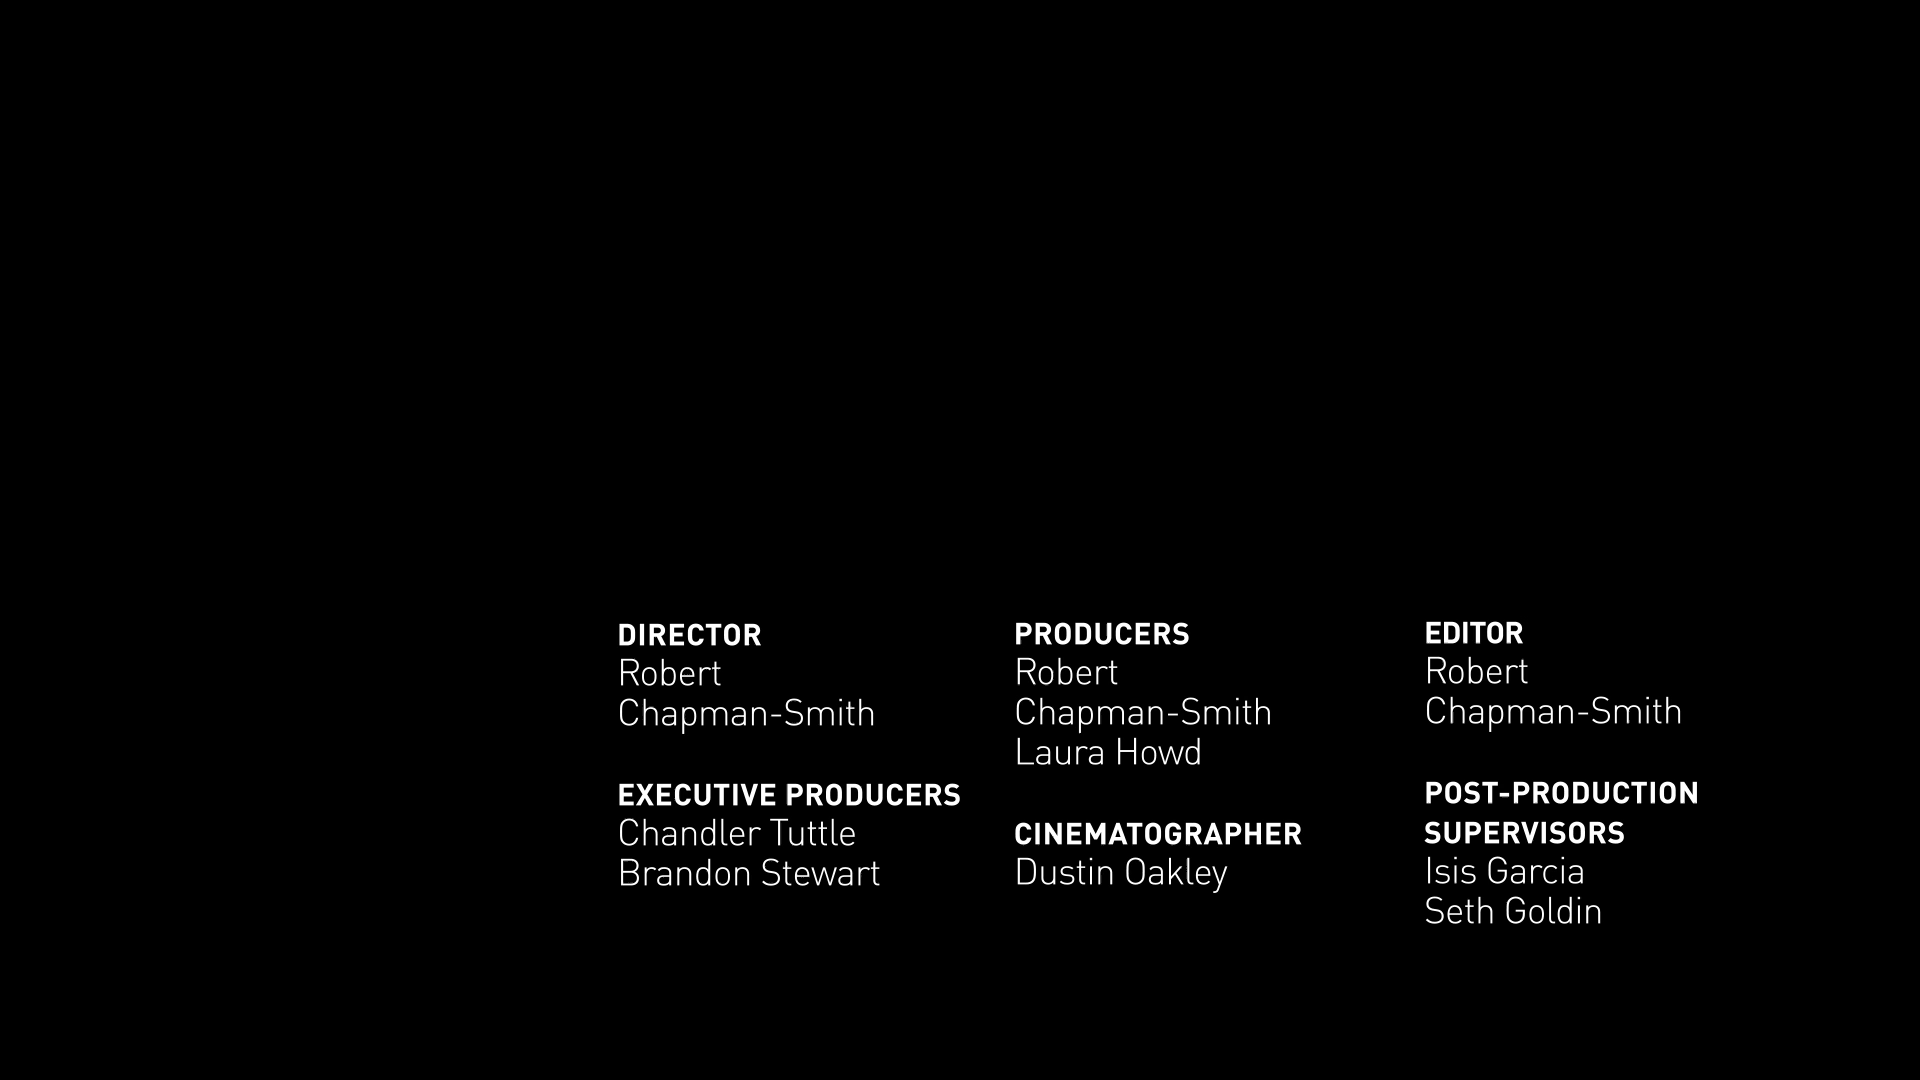 DIRECTOR
Robert
Chapman-Smith
EXECUTIVE PRODUCERS
Chandler Tuttle
Brandon Stewart
PRODUCERS
Robert
Chapman-Smith
Laura Howd
CINEMATOGRAPHER
Dustin Oakley
EDITOR
Robert
Chapman-Smith
POST-PRODUCTION
SUPERVISORS
Isis Garcia
Seth Goldin